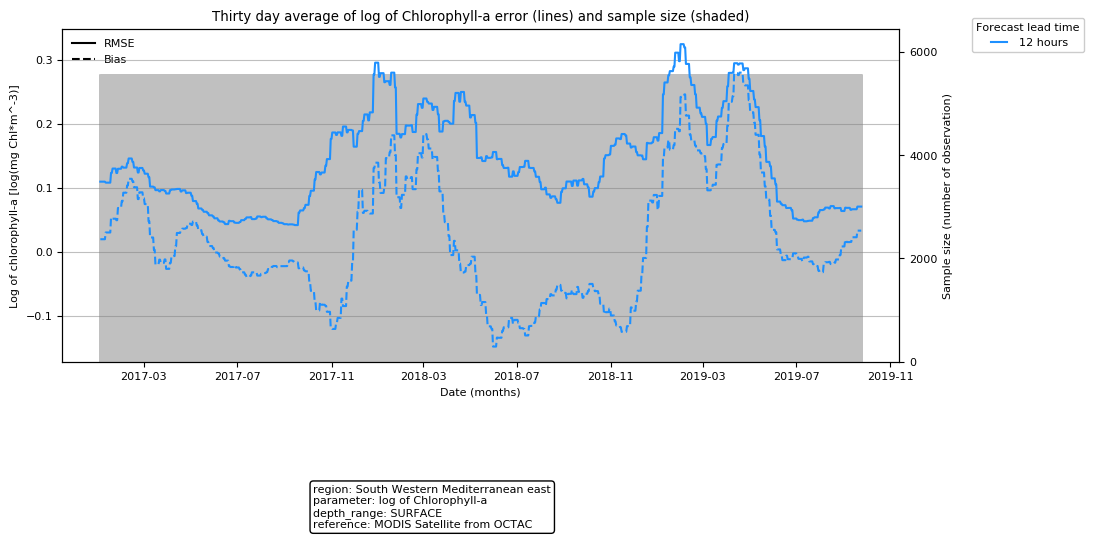 Thirty day average of log of Chlorophyll-a error (lines) and sample size (shaded)
Forecast lead time
12 hours
RMSE
Bias
0.3
0.2
0.1
0.0
−0.1
Log of chlorophyll-a [log(mg Chl*m^-3)]
6000
4000
2000
0
Sample size (number of observation)
2017-03
2017-07
2017-11
2018-03
2018-07
2018-11
2019-03
2019-07
2019-11
Date (months)
region: South Western Mediterranean east
parameter: log of Chlorophyll-a
depth_range: SURFACE
reference: MODIS Satellite from OCTAC